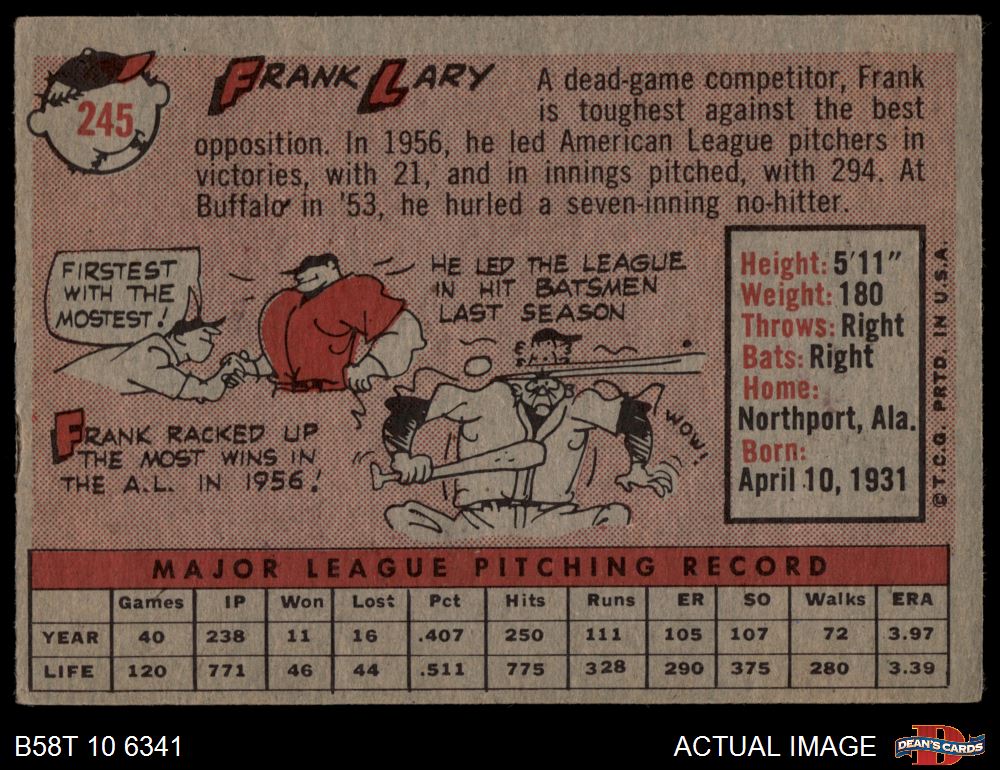 245
FRANK LARY
A dead-game competitor, Frank
is toughest against the best
opposition. In 1956, he led American League pitchers in
victories, with 21, and in innings pitched, with 294. At
Buffalo in '53, he hurled a seven-inning no-hitter.
FIRSTEST
WITH THE
MOSTEST!
HE LED THE LEAGUE
IN HIT BATSMEN
LAST SEASON
FRANK RACKED UP
THE MOST WINS IN
THE A.L. IN 1956!
WOW!
Height: 5'11"
Weight: 180
Throws: Right
Bats: Right
Home:
Northport, Ala.
Born:
April 10, 1931
© T.C.G. PRTD. IN U.S.A.
MAJOR LEAGUE PITCHING RECORD
Games IP Won Lost Pct Hits Runs ER SO Walks ERA
YEAR 40 238 11 16 .407 250 111 105 107 72 3.97
LIFE 120 771 46 44 .511 775 328 290 375 280 3.39
B58T 10 6341
ACTUAL IMAGE
D
DEAN'S CARDS